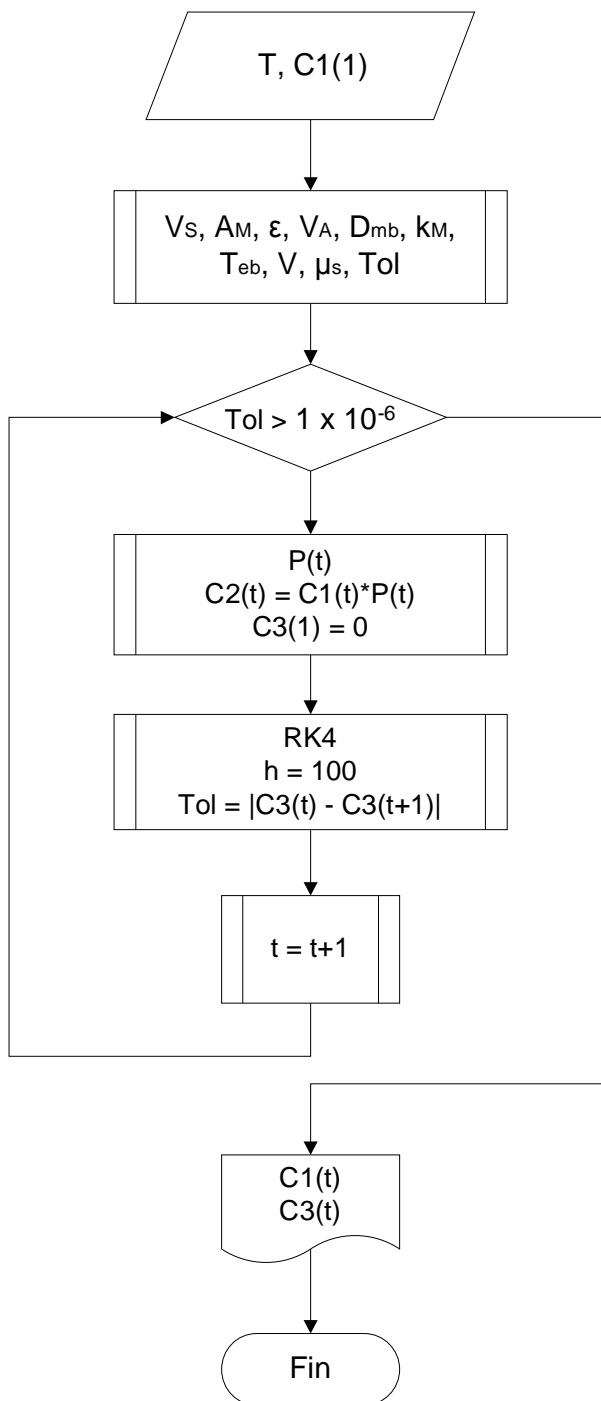 T, C1(1)
VS, AM, ε, VA, Dmb, kM,
Teb, V, μs, Tol
Tol > 1 x 10-6
P(t)
C2(t) = C1(t)*P(t)
C3(1) = 0
RK4
h = 100
Tol = |C3(t) - C3(t+1)|
t = t+1
C1(t)
C3(t)
Fin